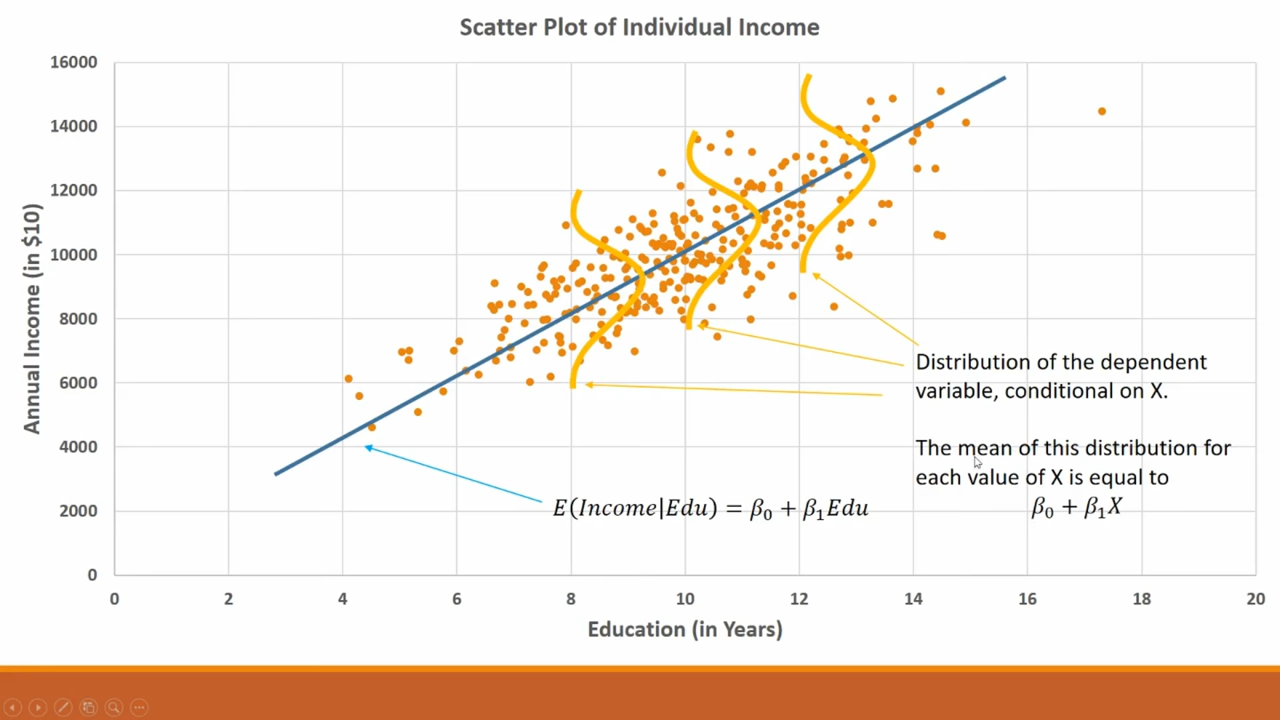 Scatter Plot of Individual Income
16000
14000
12000
10000
8000
6000
4000
2000
0
Annual Income (in $10)
0 2 4 6 8 10 12 14 16 18 20
Education (in Years)
Distribution of the dependent
variable, conditional on X.
The mean of this distribution for
each value of X is equal to
β₀ + β₁X
E(Income|Edu) = β₀ + β₁Edu